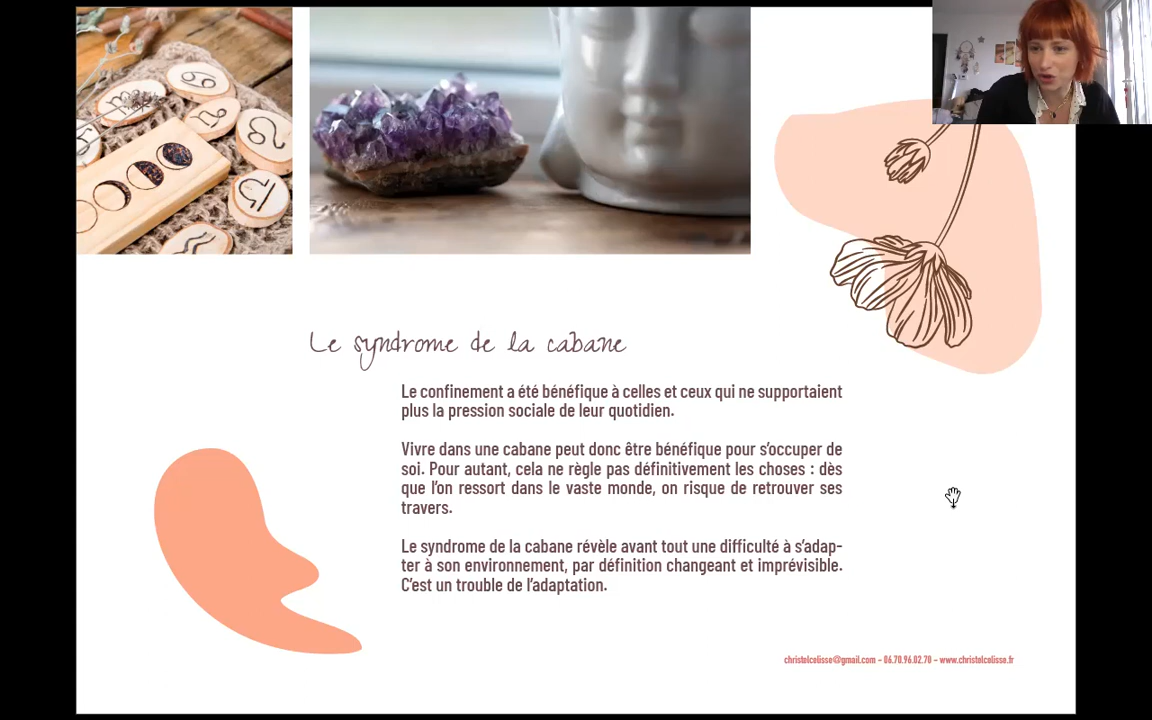 Le syndrome de la cabane
Le confinement a été bénéfique à celles et ceux qui ne supportaient
plus la pression sociale de leur quotidien.
Vivre dans une cabane peut donc être bénéfique pour s’occuper de
soi. Pour autant, cela ne règle pas définitivement les choses : dès
que l’on ressort dans le vaste monde, on risque de retrouver ses
travers.
Le syndrome de la cabane révèle avant tout une difficulté à s’adap-
ter à son environnement, par définition changeant et imprévisible.
C’est un trouble de l’adaptation.
christelcelisse@gmail.com - 06.70.96.02.70 - www.christelcelisse.fr